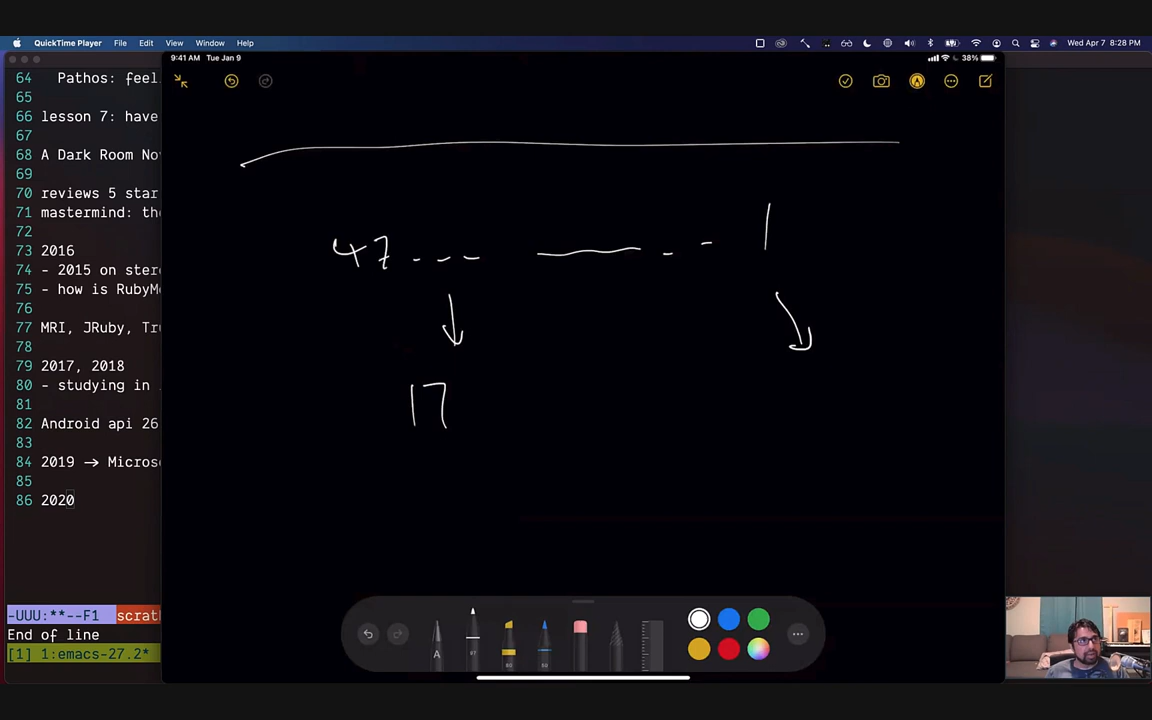 QuickTime Player File Edit View Window Help Wed Apr 7 8:28 PM
9:41 AM Tue Jan 9 38%
64 Pathos: feel
65
66 lesson 7: have
67
68 A Dark Room No
69
70 reviews 5 star
71 mastermind: the
72
73 2016
74 - 2015 on ster
75 - how is RubyM
76
77 MRI, JRuby, Tr
78
79 2017, 2018
80 - studying in
81
82 Android api 26
83
84 2019 → Micros
85
86 2020
-UUU:**--F1 scrat
End of line
[1] 1:emacs-27.2*
47 - - - - - 1
17
A
97
80
50